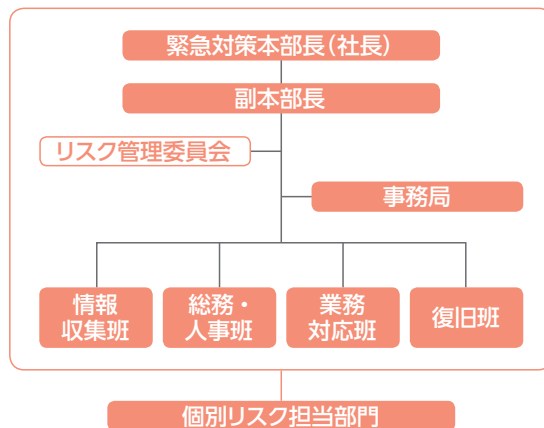 緊急対策本部長(社長)
副本部長
リスク管理委員会
事務局
情報
収集班
総務・
人事班
業務
対応班
復旧班
個別リスク担当部門